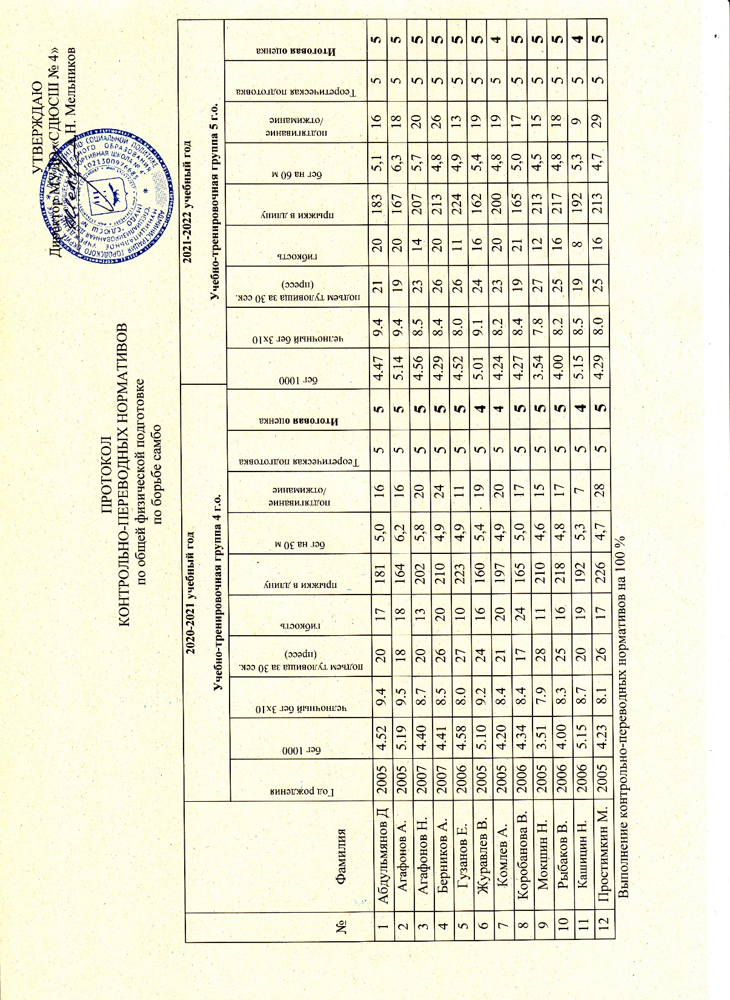 УТВЕРЖДАЮ
Директор МУДО «СДЮСШ № 4»
Н. Мельников
ПРОТОКОЛ
КОНТРОЛЬНО-ПЕРЕВОДНЫХ НОРМАТИВОВ
по общей физической подготовке
по борьбе самбо
2020-2021 учебный год 2021-2022 учебный год
Учебно-тренировочная группа 4 г.о. Учебно-тренировочная группа 5 г.о.
№ Фамилия Год рождения бег 1000 челночный бег 3х10 подъем туловища за 30 сек. (пресс) гибкость прыжки в длину бег на 30 м подтягивание /отжимание Теоретическая подготовка Итоговая оценка бег 1000 челночный бег 3х10 подъем туловища за 30 сек. (пресс) гибкость прыжки в длину бег на 60 м подтягивание /отжимание Теоретическая подготовка Итоговая оценка
1 Абдульмянов Д 2005 4.52 9.4 20 17 181 5,0 16 5 5 4.47 9.4 21 20 183 5,1 16 5 5
2 Агафонов А. 2005 5.19 9.5 18 18 164 6,2 16 5 5 5.14 9.4 19 20 167 6,3 18 5 5
3 Агафонов Н. 2007 4.40 8.7 20 13 202 5,8 20 5 5 4.56 8.5 23 14 207 5,7 20 5 5
4 Берников А. 2007 4.41 8.5 26 20 210 4,9 24 5 5 4.29 8.4 26 20 213 4,8 26 5 5
5 Гузанов Е. 2006 4.58 8.0 27 10 223 4,9 11 5 5 4.52 8.0 26 11 224 4,9 13 5 5
6 Журавлев В. 2005 5.10 9.2 24 16 160 5,4 19 5 4 5.01 9.1 24 16 162 5,4 19 5 5
7 Комлев А. 2005 4.20 8.4 21 20 197 4,9 20 5 4 4.24 8.2 23 20 200 4,8 19 5 4
8 Коробанова В. 2006 4.34 8.4 17 24 165 5,0 17 5 5 4.27 8.4 19 21 165 5,0 17 5 5
9 Мокшин Н. 2005 3.51 7.9 28 11 210 4,6 15 5 5 3.54 7.8 27 12 213 4,5 15 5 5
10 Рыбаков В. 2006 4.00 8.3 25 16 218 4,8 17 5 5 4.00 8.2 25 16 217 4,8 18 5 5
11 Кашицин Н. 2006 5.15 8.7 20 19 192 5,3 7 5 4 5.15 8.5 19 8 192 5,3 9 5 4
12 Простимкин М. 2005 4.23 8.1 26 17 226 4,7 28 5 5 4.29 8.0 25 16 213 4,7 29 5 5
Выполнение контрольно-переводных нормативов на 100 %